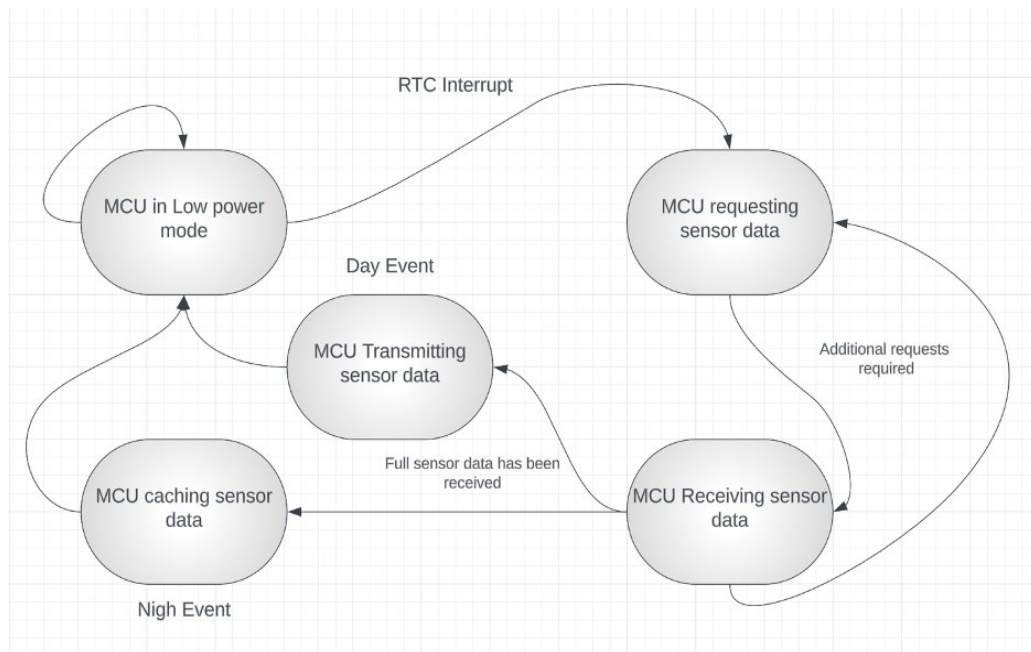 RTC Interrupt
MCU in Low power
mode
MCU requesting
sensor data
Day Event
MCU Transmitting
sensor data
Additional requests
required
Full sensor data has been
received
MCU caching sensor
data
MCU Receiving sensor
data
Nigh Event